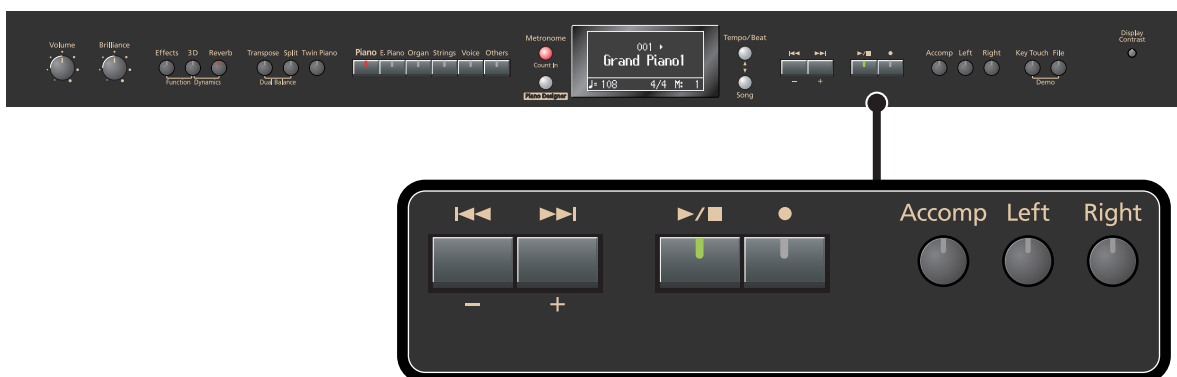 Volume
Brilliance
Effects 3D Reverb
Function Dynamics
Transpose Split Twin Piano
Dual Balance
Piano E. Piano Organ Strings Voice Others
Metronome
Count In
Piano Designer
001
Grand Piano1
♩= 108 4/4 M: 1
Tempo/Beat
Song
− +
Accomp Left Right
Key Touch File
Demo
Display
Contrast
− +
Accomp Left Right